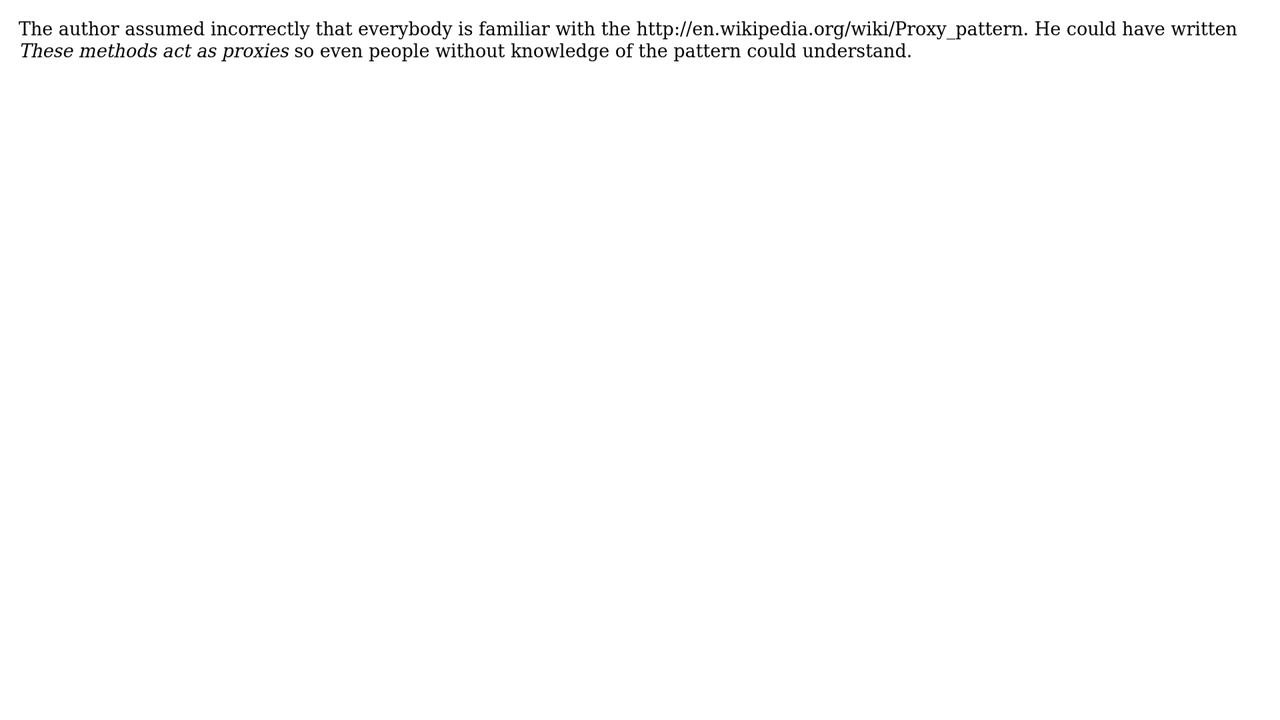 The author assumed incorrectly that everybody is familiar with the http://en.wikipedia.org/wiki/Proxy_pattern. He could have written
These methods act as proxies so even people without knowledge of the pattern could understand.